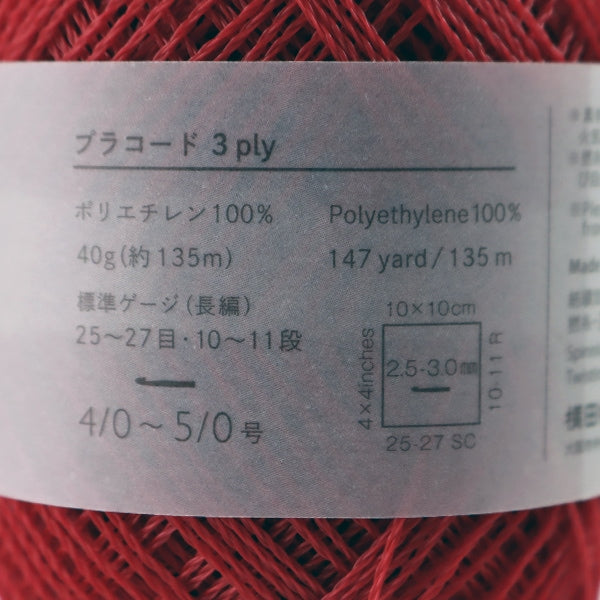 プラコード 3 ply
ポリエチレン100% Polyethylene100%
40g(約135m) 147 yard / 135 m
標準ゲージ(長編)
25〜27目・10〜11段
4/0〜5/0号
10×10cm
4×4inches
2.5-3.0mm
10-11 R
25-27 SC
Made